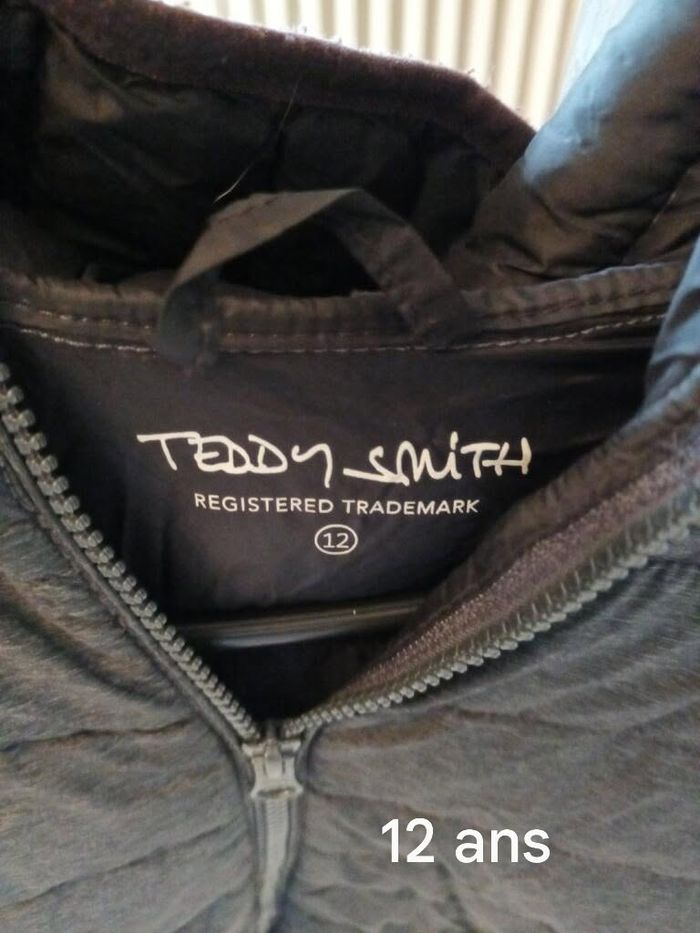 TEDDY SMITH
REGISTERED TRADEMARK
12
12 ans